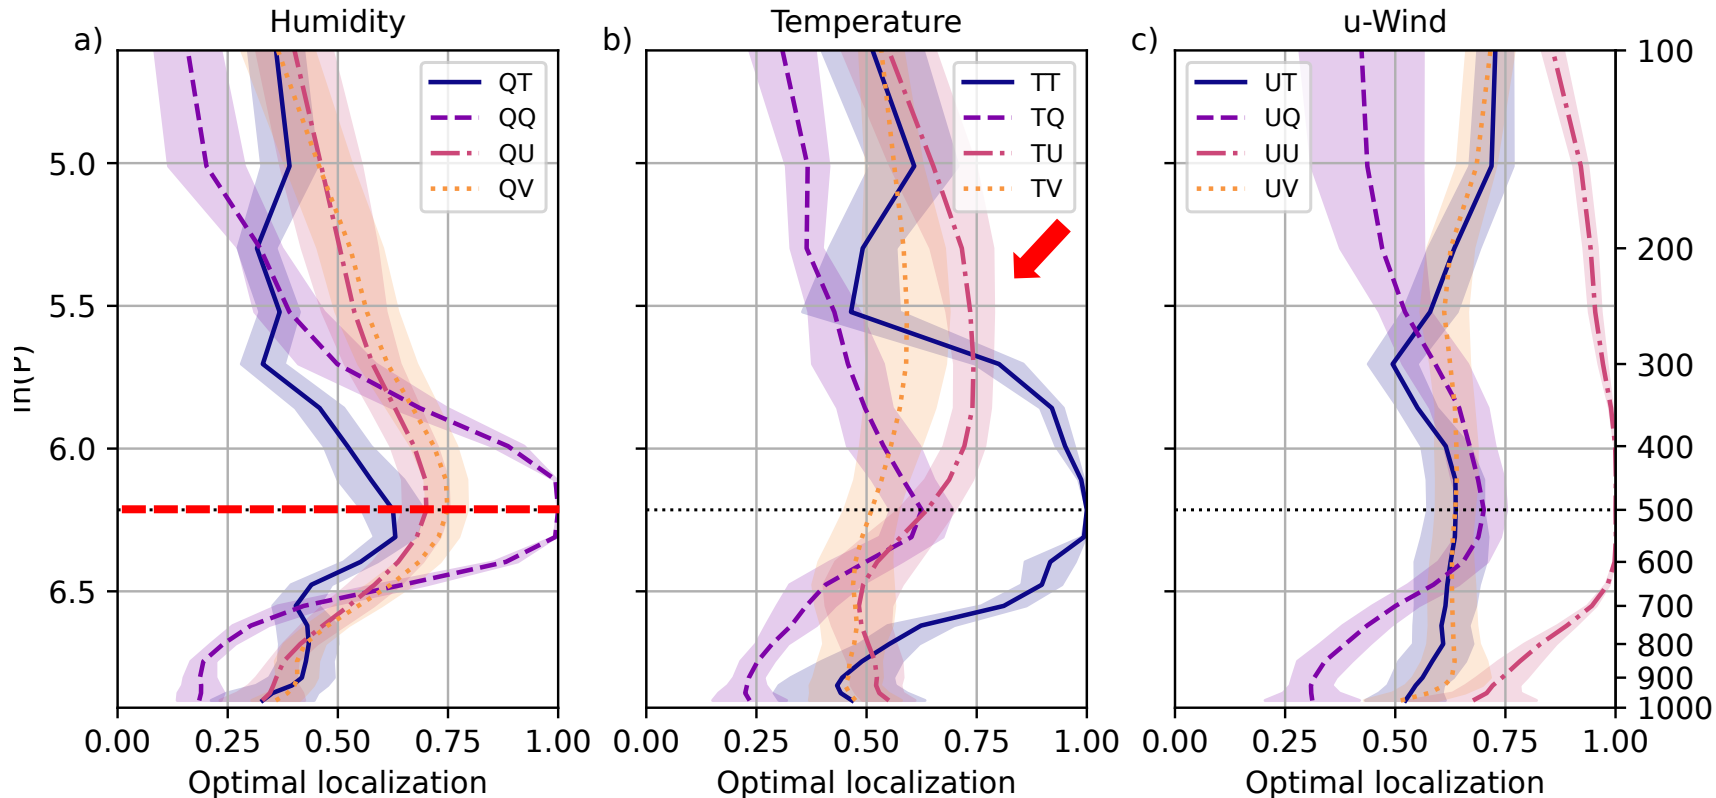 Humidity
Temperature
u-Wind
a)
b)
c)
QT
QQ
QU
QV
TT
TQ
TU
TV
UT
UQ
UU
UV
5.0
5.5
6.0
6.5
ln(P)
100
200
300
400
500
600
700
800
900
1000
0.00 0.25 0.50 0.75 1.00
0.00 0.25 0.50 0.75 1.00
0.00 0.25 0.50 0.75 1.00
Optimal localization
Optimal localization
Optimal localization